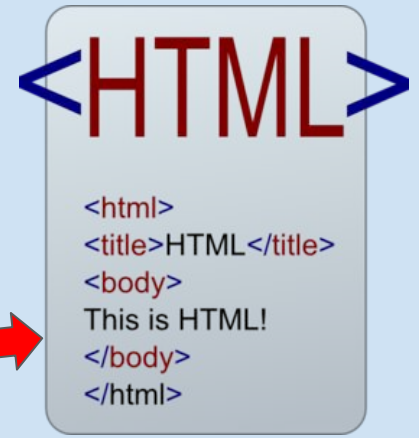 <HTML>
<html>
<title>HTML</title>
<body>
This is HTML!
</body>
</html>